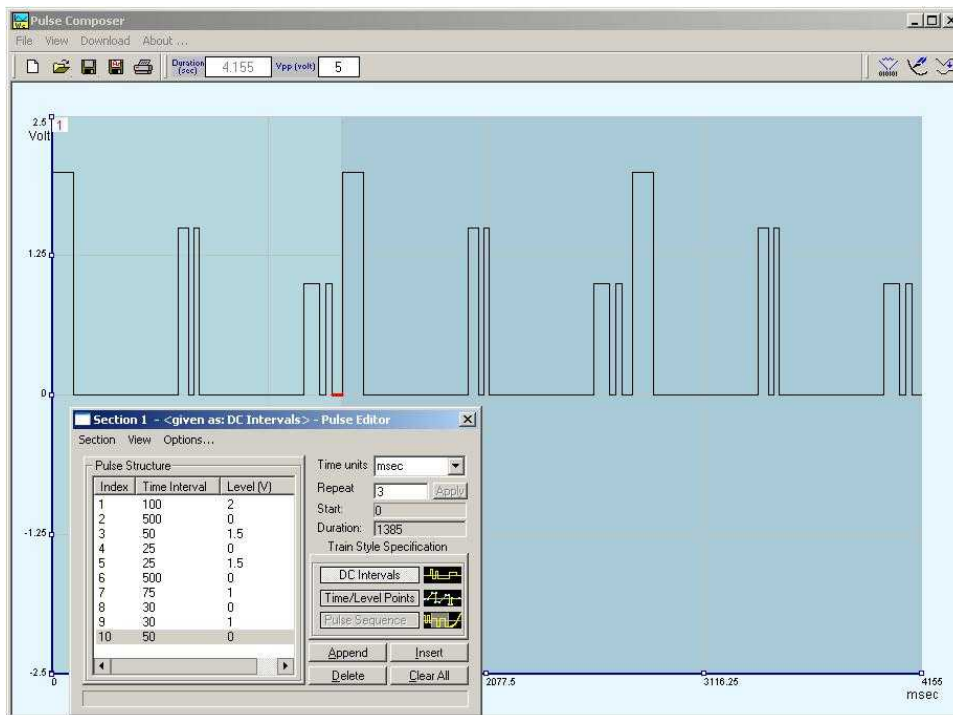 Pulse Composer
File View Download About ...
Duration (sec) 4.155 Vpp (volt) 5
010101
2.5
Volt
1
1.25
0
-1.25
-2.5
0
2077.5
3116.25
4155
msec
Section 1 - <given as: DC Intervals> - Pulse Editor
Section View Options...
Pulse Structure
Index Time Interval Level (V)
1 100 2
2 500 0
3 50 1.5
4 25 0
5 25 1.5
6 500 0
7 75 1
8 30 0
9 30 1
10 50 0
Time units msec
Repeat 3 Apply
Start: 0
Duration: 1385
Train Style Specification
DC Intervals
Time/Level Points
Pulse Sequence
Append Insert
Delete Clear All